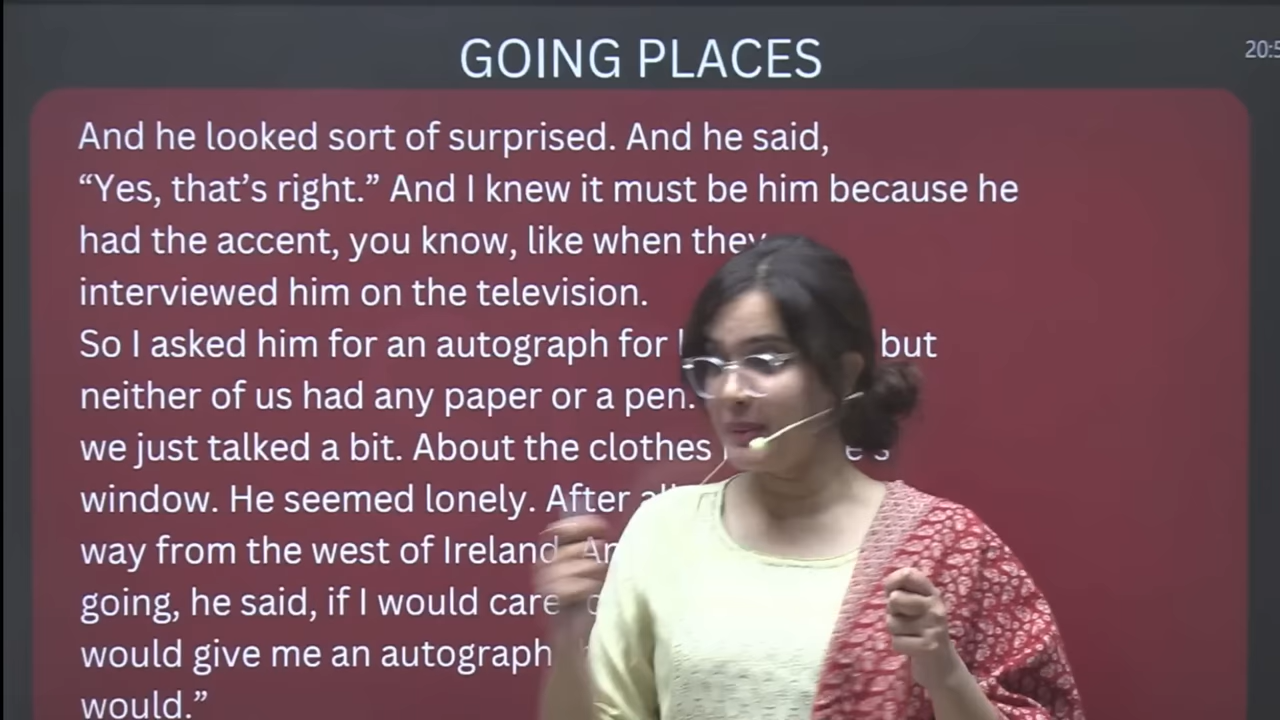 GOING PLACES
20:5
And he looked sort of surprised. And he said,
“Yes, that’s right.” And I knew it must be him because he
had the accent, you know, like when they
interviewed him on the television.
So I asked him for an autograph for but
neither of us had any paper or a pen.
we just talked a bit. About the clothes
window. He seemed lonely. After
way from the west of Ireland.
going, he said, if I would care
would give me an autograph
would.”